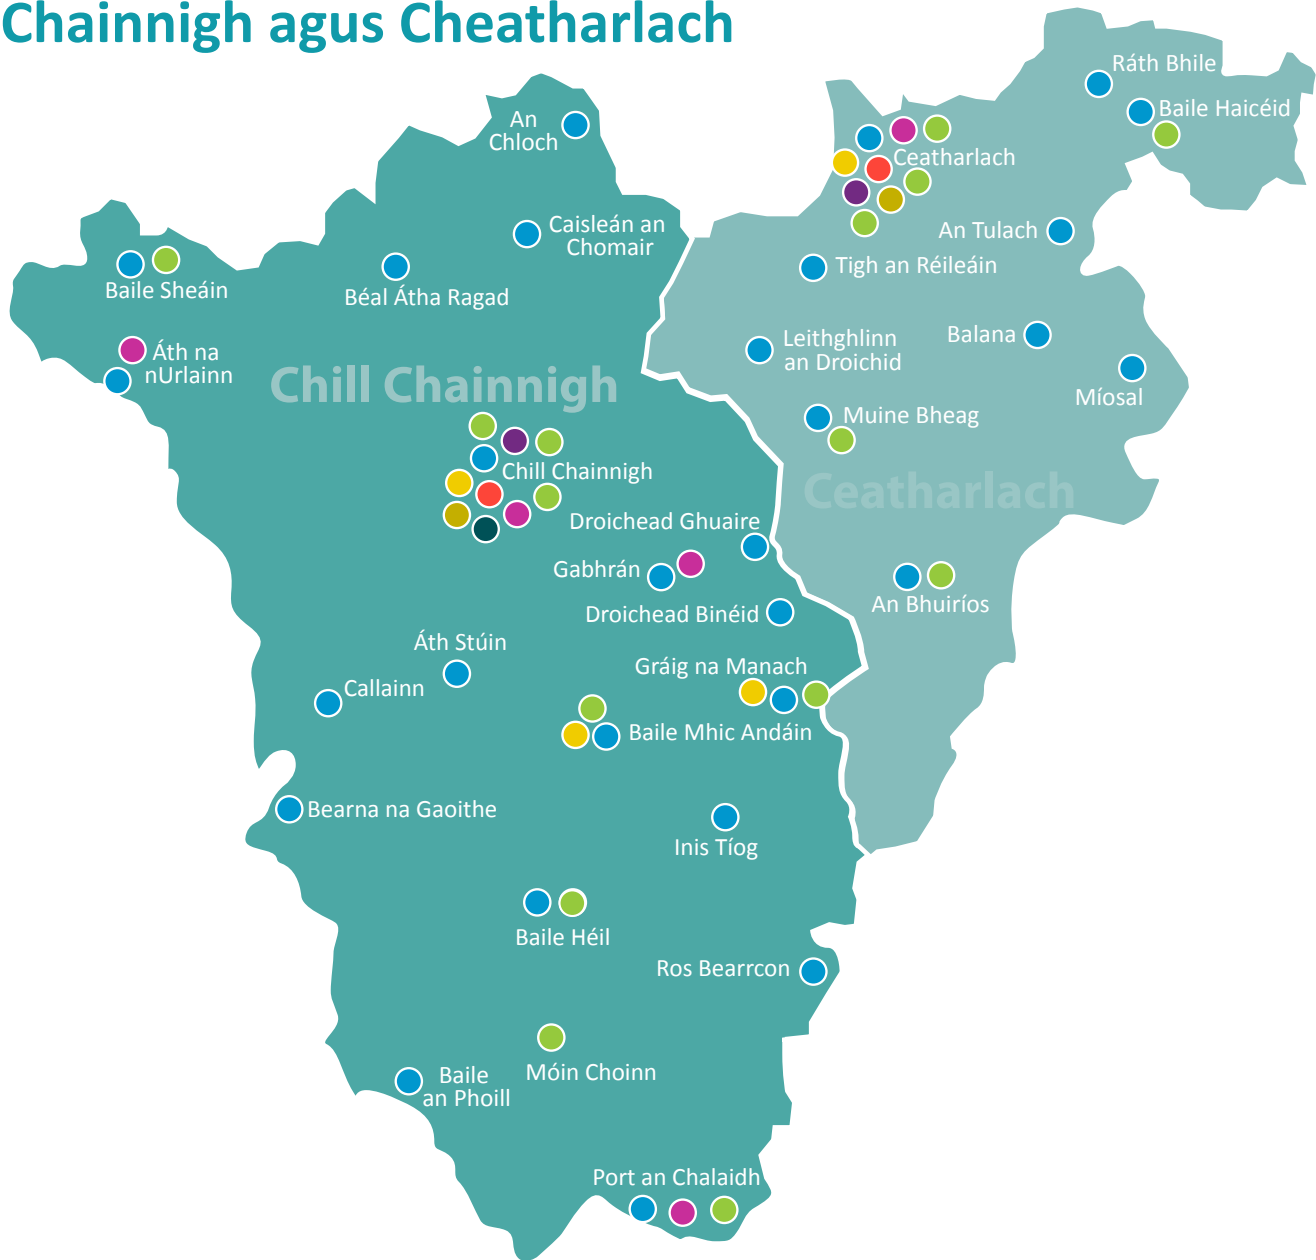 Chainnigh agus Cheatharlach
Ráth Bhile
Baile Haicéid
An
Chloch
Ceatharlach
Caisleán an
Chomair
An Tulach
Tigh an Réileáin
Baile Sheáin
Béal Átha Ragad
Áth na
nUrlainn
Leithghlinn
an Droichid
Balana
Míosal
Chill Chainnigh
Muine Bheag
Chill Chainnigh
Ceatharlach
Droichead Ghuaire
Gabhrán
An Bhuiríos
Droichead Binéid
Áth Stúin
Gráig na Manach
Callainn
Baile Mhic Andáin
Bearna na Gaoithe
Inis Tíog
Baile Héil
Ros Bearrcon
Móin Choinn
Baile
an Phoill
Port an Chalaidh